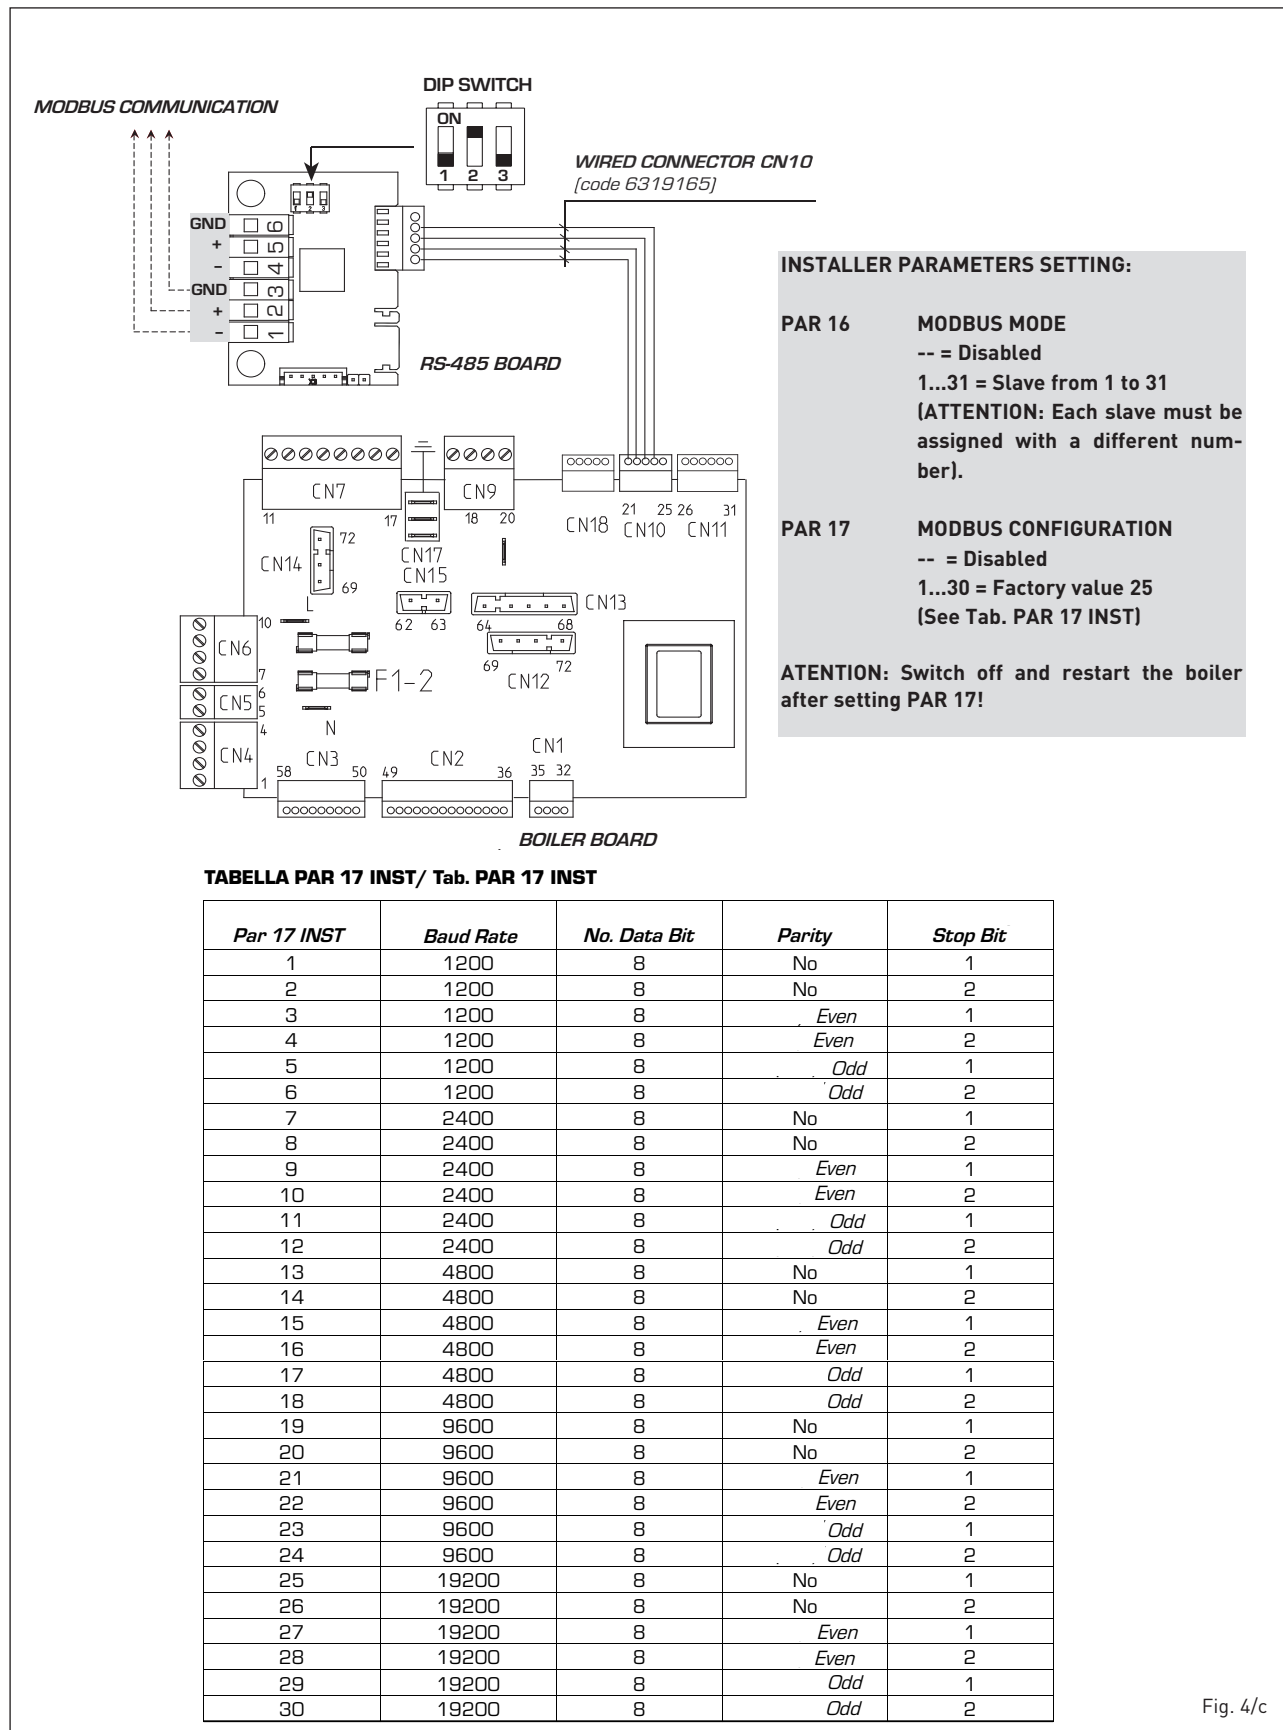 DIP SWITCH
MODBUS COMMUNICATION
ON
1 2 3
WIRED CONNECTOR CN10
(code 6319165)
1 2 3
GND 6
+ 5
- 4
GND 3
+ 2
- 1
RS-485 BOARD
INSTALLER PARAMETERS SETTING:
PAR 16 MODBUS MODE
-- = Disabled
1...31 = Slave from 1 to 31
(ATTENTION: Each slave must be
assigned with a different num-
ber).
PAR 17 MODBUS CONFIGURATION
-- = Disabled
1...30 = Factory value 25
(See Tab. PAR 17 INST)
ATENTION: Switch off and restart the boiler
after setting PAR 17!
CN7 CN9
11 17 18 20 21 25 26 31
CN18 CN10 CN11
72
CN14 CN17
CN15
69
L
CN13
10 62 63 64 68
CN6
69 72
7 F1-2 CN12
6
CN5
5
4 N
CN4 CN3 CN2 CN1
1 58 50 49 36 35 32
BOILER BOARD
TABELLA PAR 17 INST/ Tab. PAR 17 INST
Par 17 INST Baud Rate No. Data Bit Parity Stop Bit
1 1200 8 No 1
2 1200 8 No 2
3 1200 8 Even 1
4 1200 8 Even 2
5 1200 8 Odd 1
6 1200 8 Odd 2
7 2400 8 No 1
8 2400 8 No 2
9 2400 8 Even 1
10 2400 8 Even 2
11 2400 8 Odd 1
12 2400 8 Odd 2
13 4800 8 No 1
14 4800 8 No 2
15 4800 8 Even 1
16 4800 8 Even 2
17 4800 8 Odd 1
18 4800 8 Odd 2
19 9600 8 No 1
20 9600 8 No 2
21 9600 8 Even 1
22 9600 8 Even 2
23 9600 8 Odd 1
24 9600 8 Odd 2
25 19200 8 No 1
26 19200 8 No 2
27 19200 8 Even 1
28 19200 8 Even 2
29 19200 8 Odd 1
30 19200 8 Odd 2
Fig. 4/c